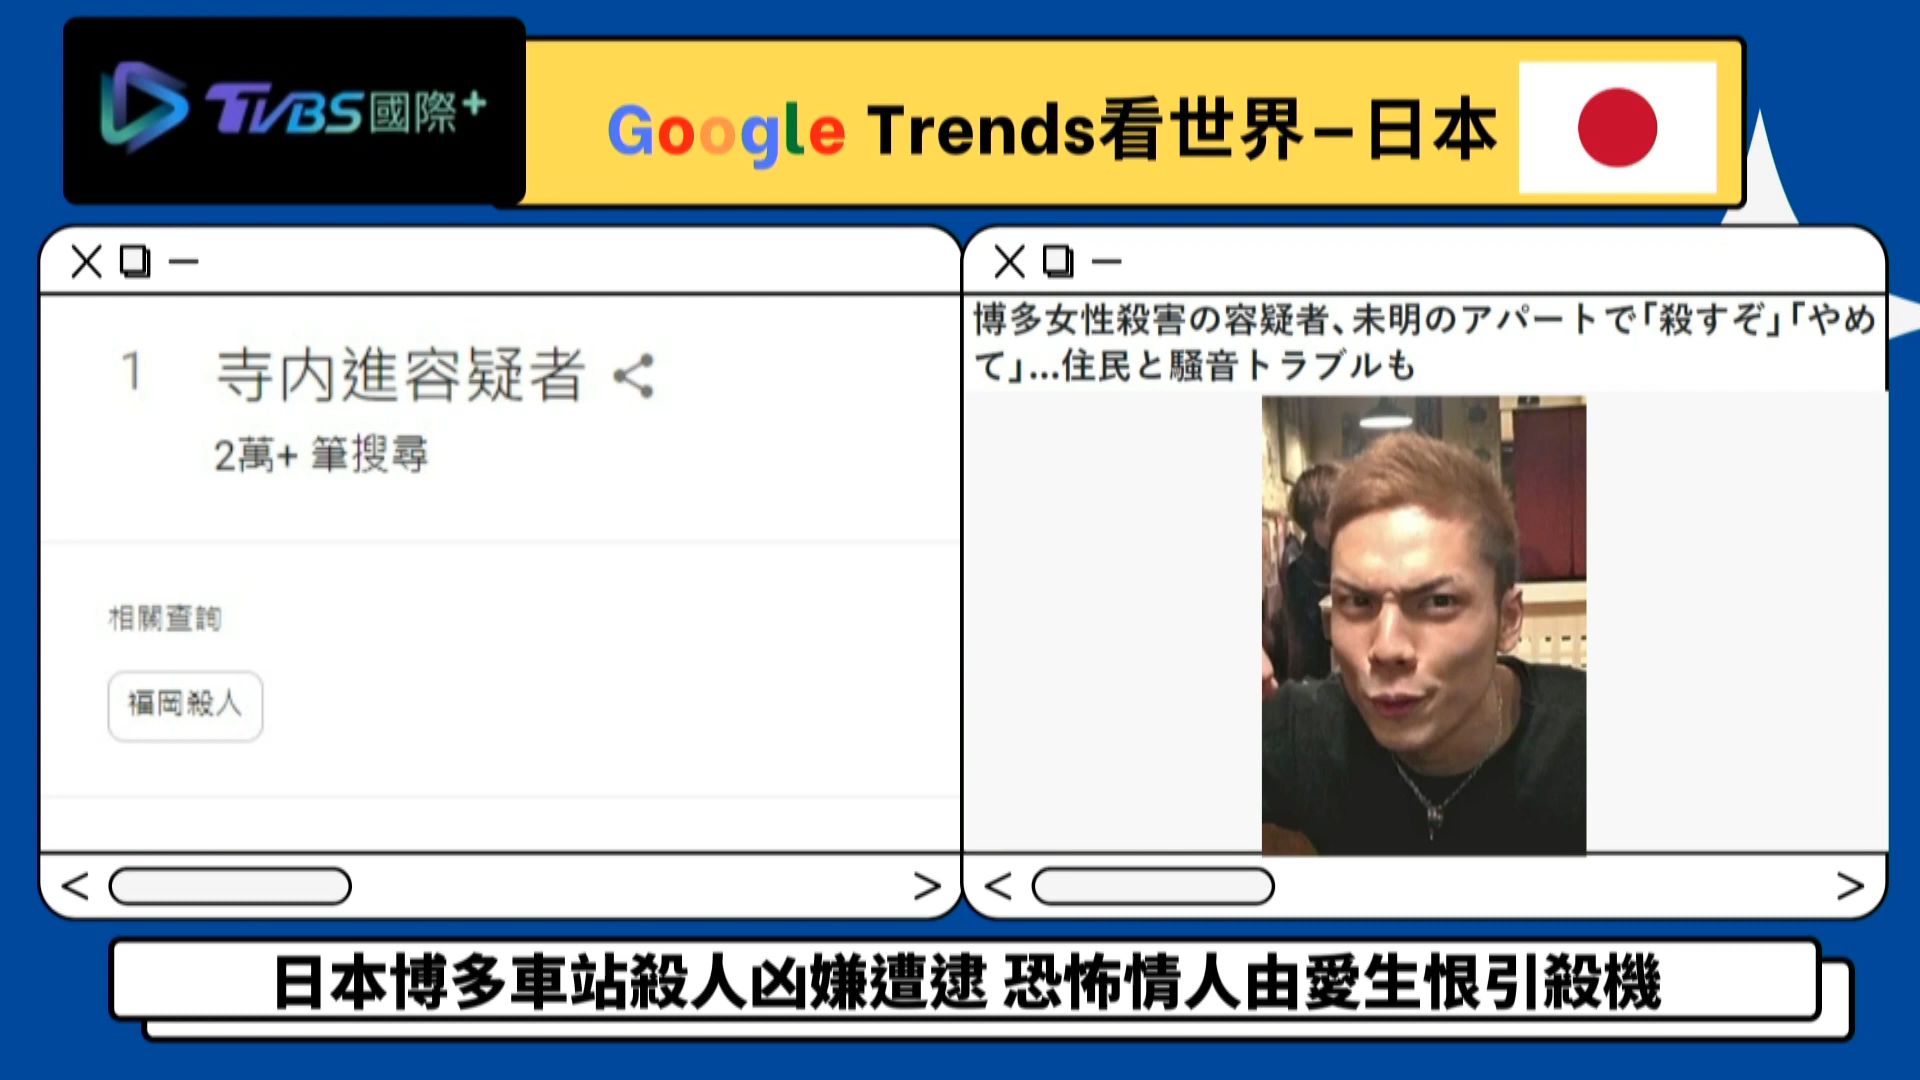 TVBS國際+
Google Trends看世界-日本
1 寺内進容疑者
2萬+ 筆搜尋
相關查詢
福岡殺人
博多女性殺害の容疑者、未明のアパートで「殺すぞ」「やめ
て」…住民と騒音トラブルも
日本博多車站殺人凶嫌遭逮 恐怖情人由愛生恨引殺機